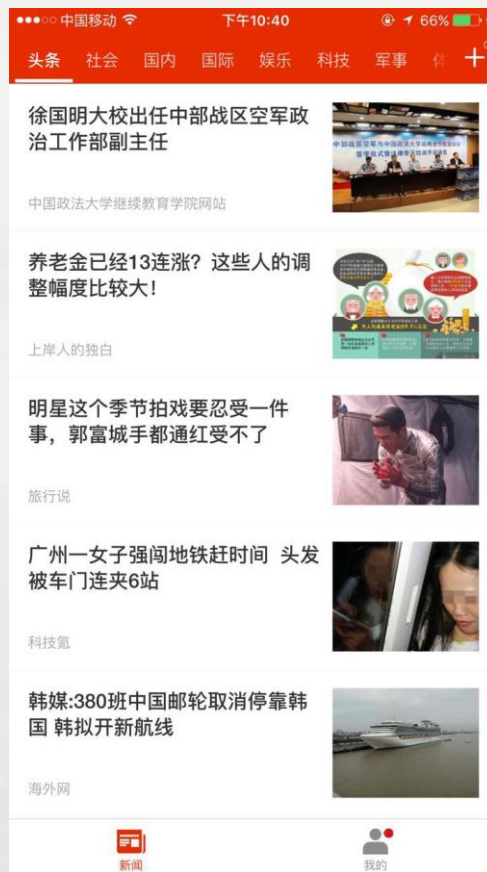 中国移动
下午10:40
66%
头条 社会 国内 国际 娱乐 科技 军事
徐国明大校出任中部战区空军政
治工作部副主任
中国政法大学继续教育学院网站
养老金已经13连涨？这些人的调
整幅度比较大！
上岸人的独白
明星这个季节拍戏要忍受一件
事，郭富城手都通红受不了
旅行说
广州一女子强闯地铁赶时间 头发
被车门连夹6站
科技氪
韩媒:380班中国邮轮取消停靠韩
国 韩拟开新航线
海外网
新闻
我的